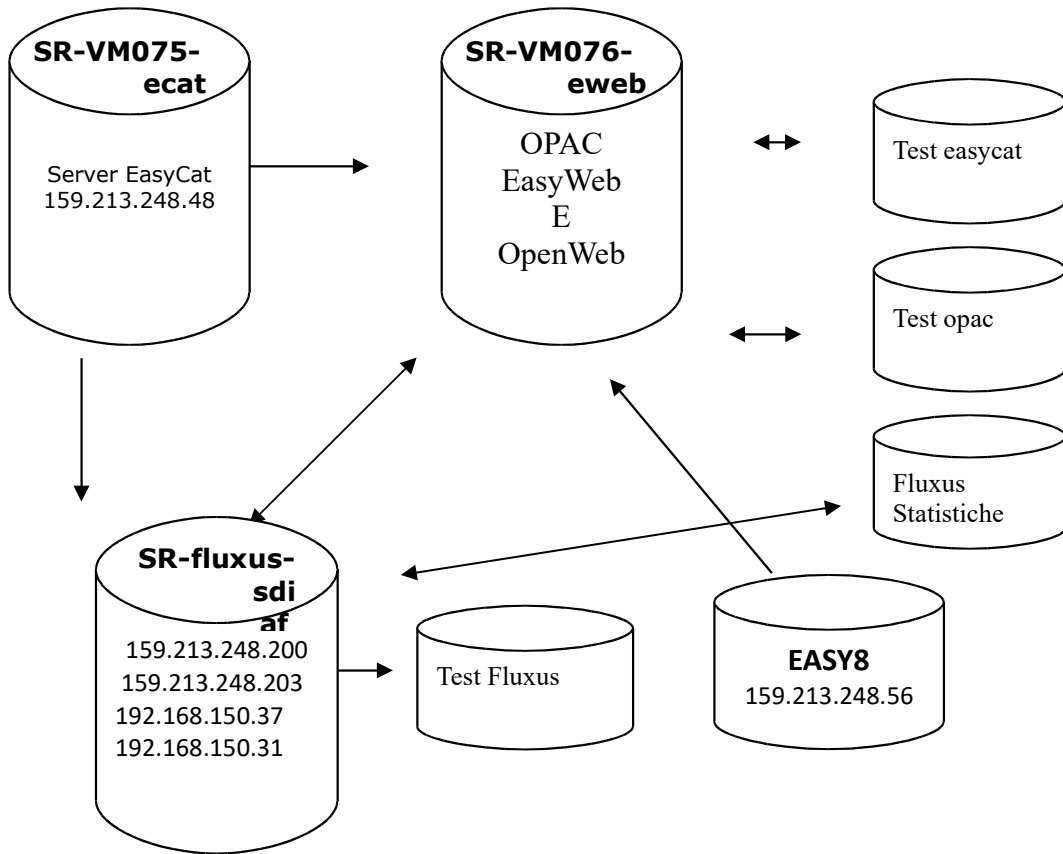 SR-VM075-
ecat
Server EasyCat
159.213.248.48
SR-VM076-
eweb
OPAC
EasyWeb
E
OpenWeb
Test easycat
Test opac
Fluxus
Statistiche
SR-fluxus-
sdi
af
159.213.248.200
159.213.248.203
192.168.150.37
192.168.150.31
Test Fluxus
EASY8
159.213.248.56